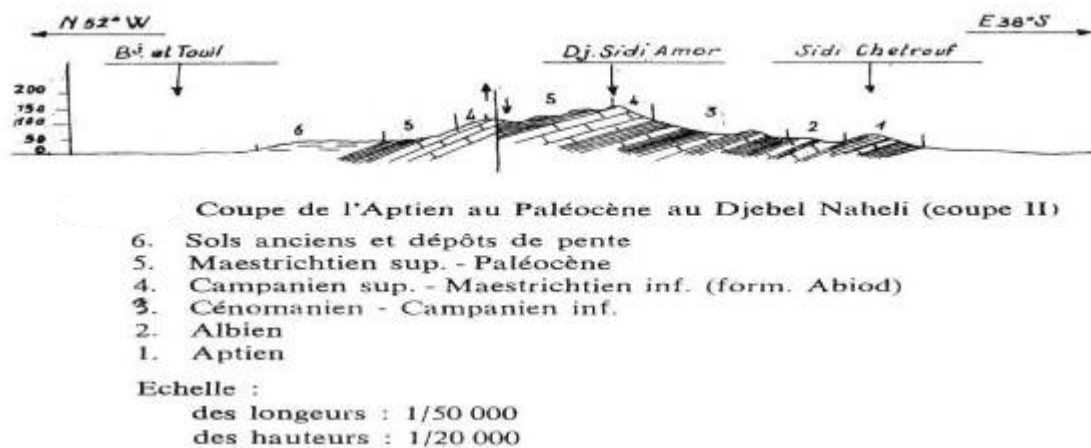 N 52° W
E 38° S
Bj. et Touil
Dj. Sidi Amor
Sidi Chetrouf
200
150
100
50
0
6
5
4
5
4
3
2
1
Coupe de l'Aptien au Paléocène au Djebel Naheli (coupe II)
6. Sols anciens et dépôts de pente
5. Maestrichtien sup. - Paléocène
4. Campanien sup. - Maestrichtien inf. (form. Abiod)
3. Cénomanien - Campanien inf.
2. Albien
1. Aptien
Echelle :
des longeurs : 1/50 000
des hauteurs : 1/20 000